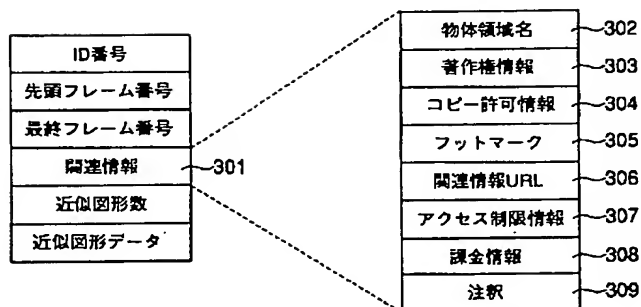 ID番号
先頭フレーム番号
最終フレーム番号
関連情報
301
近似図形数
近似図形データ
物体領域名
302
著作権情報
303
コピー許可情報
304
フットマーク
305
関連情報URL
306
アクセス制限情報
307
課金情報
308
注釈
309